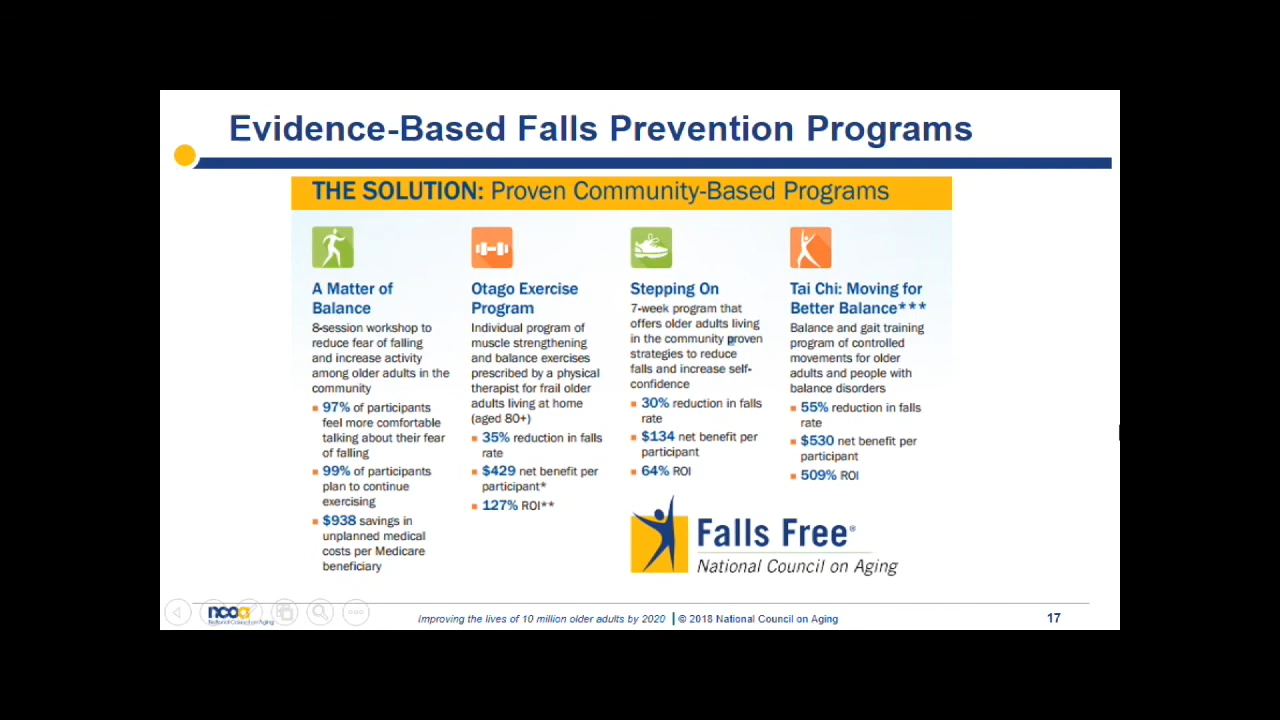 Evidence-Based Falls Prevention Programs
THE SOLUTION: Proven Community-Based Programs
A Matter of
Balance
8-session workshop to
reduce fear of falling
and increase activity
among older adults in the
community
▪ 97% of participants
feel more comfortable
talking about their fear
of falling
▪ 99% of participants
plan to continue
exercising
▪ $938 savings in
unplanned medical
costs per Medicare
beneficiary
Otago Exercise
Program
Individual program of
muscle strengthening
and balance exercises
prescribed by a physical
therapist for frail older
adults living at home
(aged 80+)
▪ 35% reduction in falls
rate
▪ $429 net benefit per
participant*
▪ 127% ROI**
Stepping On
7-week program that
offers older adults living
in the community proven
strategies to reduce
falls and increase self-
confidence
▪ 30% reduction in falls
rate
▪ $134 net benefit per
participant
▪ 64% ROI
Tai Chi: Moving for
Better Balance***
Balance and gait training
program of controlled
movements for older
adults and people with
balance disorders
▪ 55% reduction in falls
rate
▪ $530 net benefit per
participant
▪ 509% ROI
Falls Free®
National Council on Aging
ncoa
National Council on Aging
Improving the lives of 10 million older adults by 2020 | © 2018 National Council on Aging
17